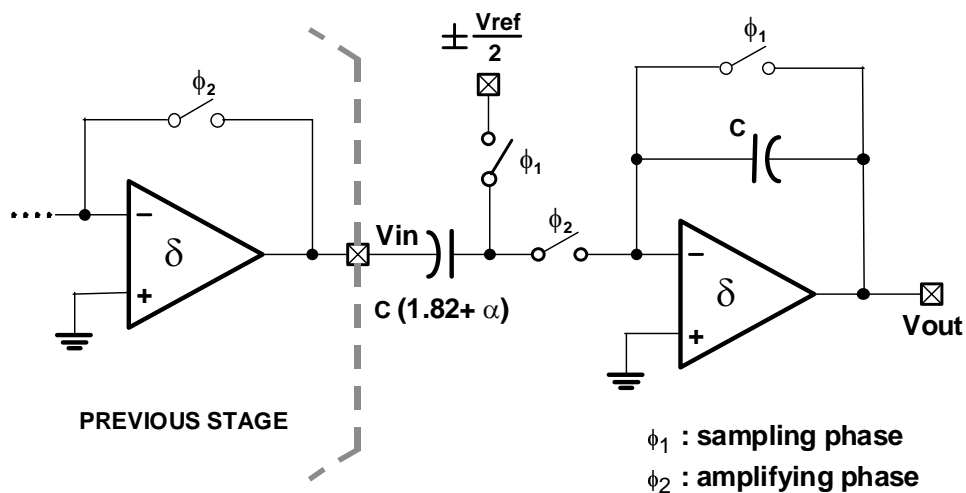 ± Vref
2
ϕ1
ϕ2
C
ϕ1
ϕ2
−
δ
+
Vin
C (1.82+ α)
−
δ
+
Vout
PREVIOUS STAGE
ϕ1 : sampling phase
ϕ2 : amplifying phase